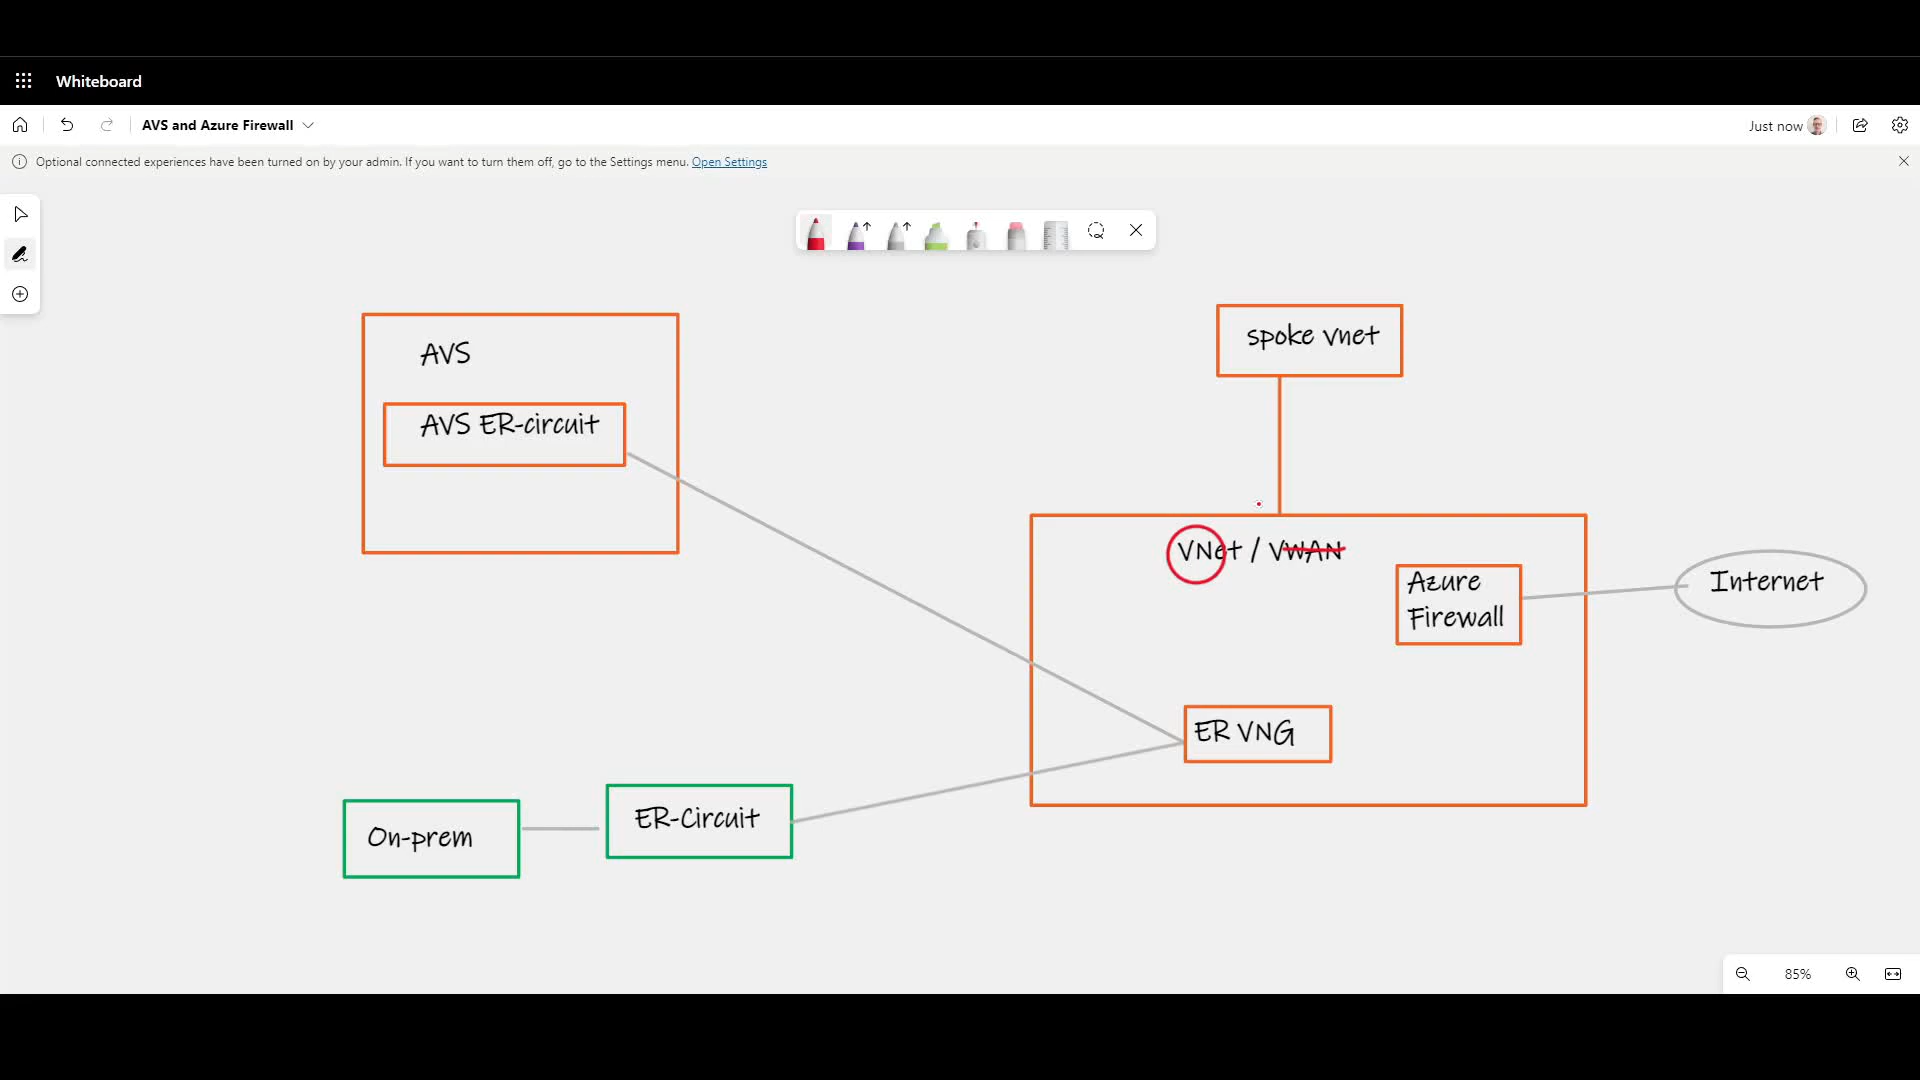 Whiteboard
AVS and Azure Firewall
Just now
Optional connected experiences have been turned on by your admin. If you want to turn them off, go to the Settings menu. Open Settings
spoke vnet
AVS
AVS ER-circuit
VNet / VWAN
Azure
Firewall
Internet
ER VNG
ER-Circuit
On-prem
85%